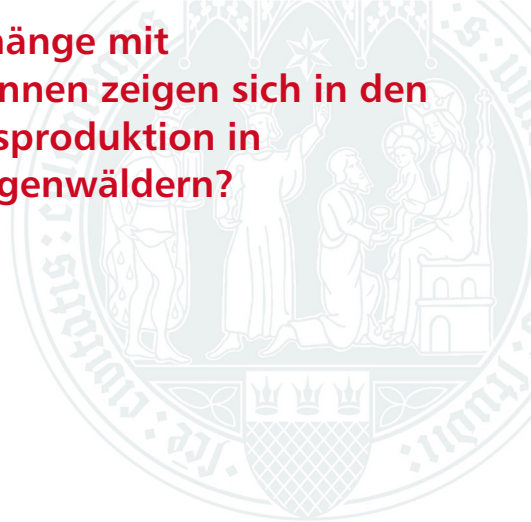 hänge mit
nnen zeigen sich in den
sproduktion in
genwäldern?